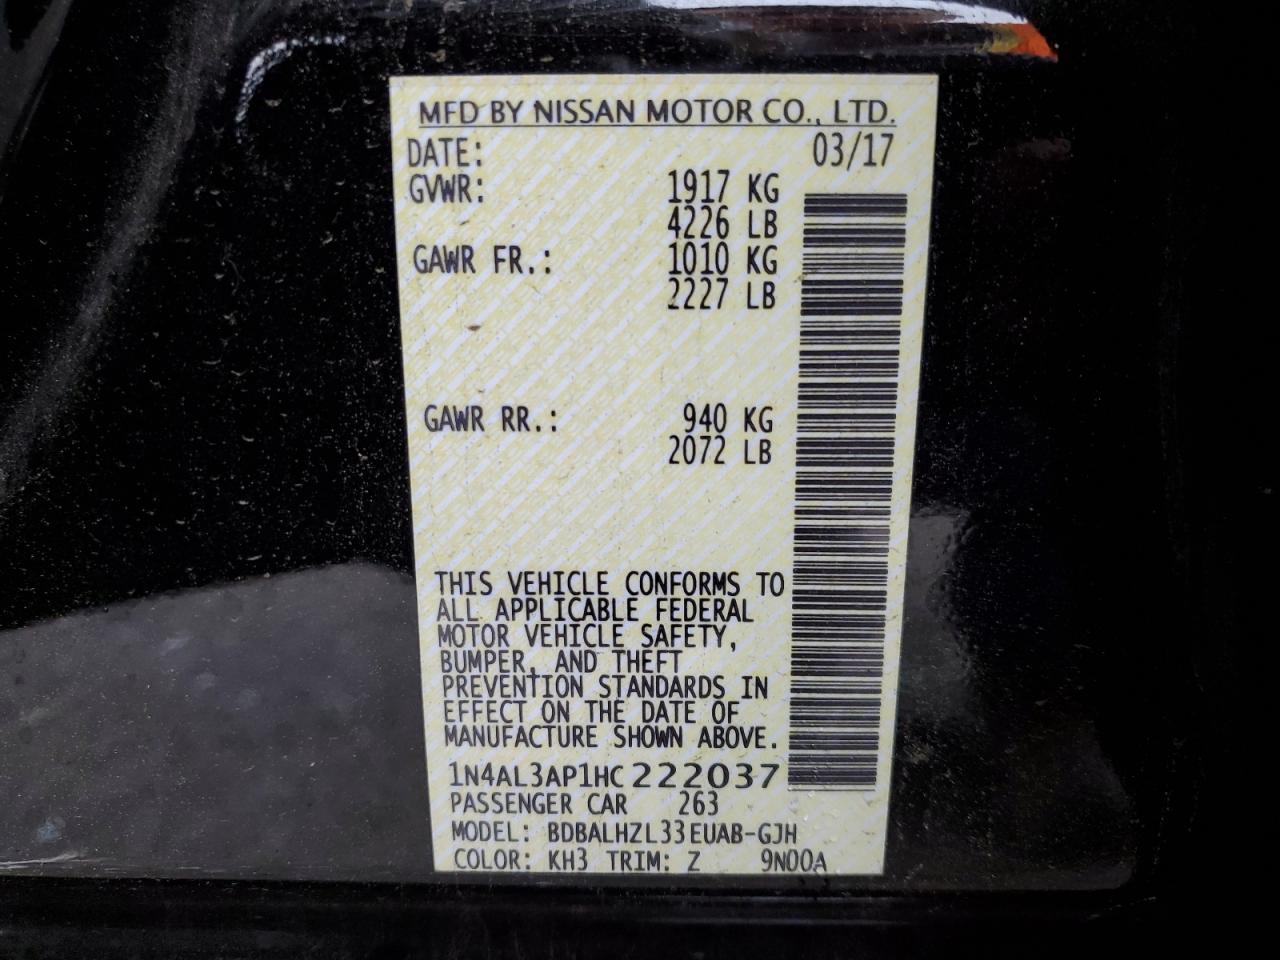 MFD BY NISSAN MOTOR CO., LTD.
DATE: 03/17
GVWR: 1917 KG
4226 LB
GAWR FR.: 1010 KG
2227 LB
GAWR RR.: 940 KG
2072 LB
THIS VEHICLE CONFORMS TO
ALL APPLICABLE FEDERAL
MOTOR VEHICLE SAFETY,
BUMPER, AND THEFT
PREVENTION STANDARDS IN
EFFECT ON THE DATE OF
MANUFACTURE SHOWN ABOVE.
1N4AL3AP1HC222037
PASSENGER CAR 263
MODEL: BDBALHZL33EUAB-GJH
COLOR: KH3 TRIM: Z 9N00A